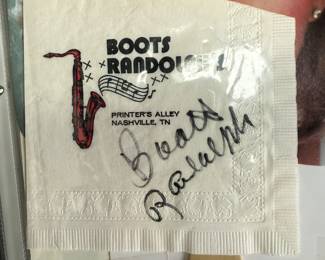 BOOTS
RANDOLPH'S
PRINTER'S ALLEY
NASHVILLE, TN
Boots
Randolph